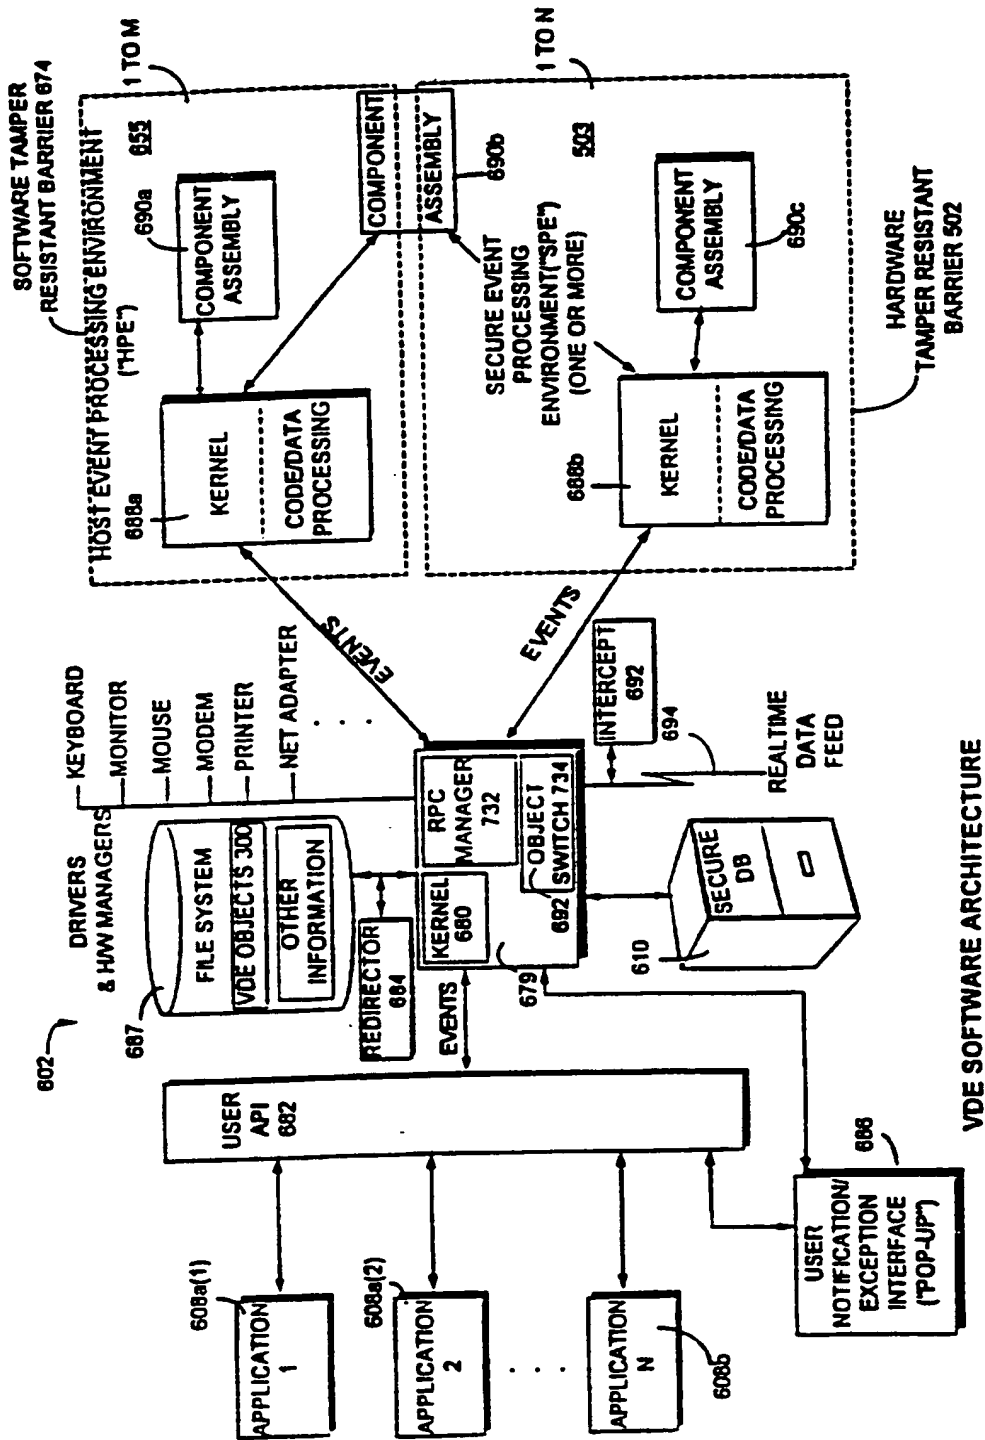 602
DRIVERS
& H/W MANAGERS
KEYBOARD
MONITOR
MOUSE
MODEM
PRINTER
NET ADAPTER
. . .
687
FILE SYSTEM
VDE OBJECTS 300
OTHER
INFORMATION
REDIRECTOR
684
SOFTWARE TAMPER
RESISTANT BARRIER 674
HOST EVENT PROCESSING ENVIRONMENT
("HPE")
655
1 TO M
688a
KERNEL
CODE/DATA
PROCESSING
690a
COMPONENT
ASSEMBLY
COMPONENT
ASSEMBLY
690b
EVENTS
EVENTS
SECURE EVENT
PROCESSING
ENVIRONMENT("SPE")
(ONE OR MORE)
503
1 TO N
688b
KERNEL
CODE/DATA
PROCESSING
COMPONENT
ASSEMBLY
690c
HARDWARE
TAMPER RESISTANT
BARRIER 502
608a(1)
APPLICATION
1
608a(2)
APPLICATION
2
. . . .
APPLICATION
N
608b
USER
API
682
EVENTS
KERNEL
680
RPC
MANAGER
732
OBJECT
SWITCH 734
692
679
EVENTS
INTERCEPT
692
694
REALTIME
DATA
FEED
610
SECURE
DB
686
USER
NOTIFICATION/
EXCEPTION
INTERFACE
("POP-UP")
VDE SOFTWARE ARCHITECTURE